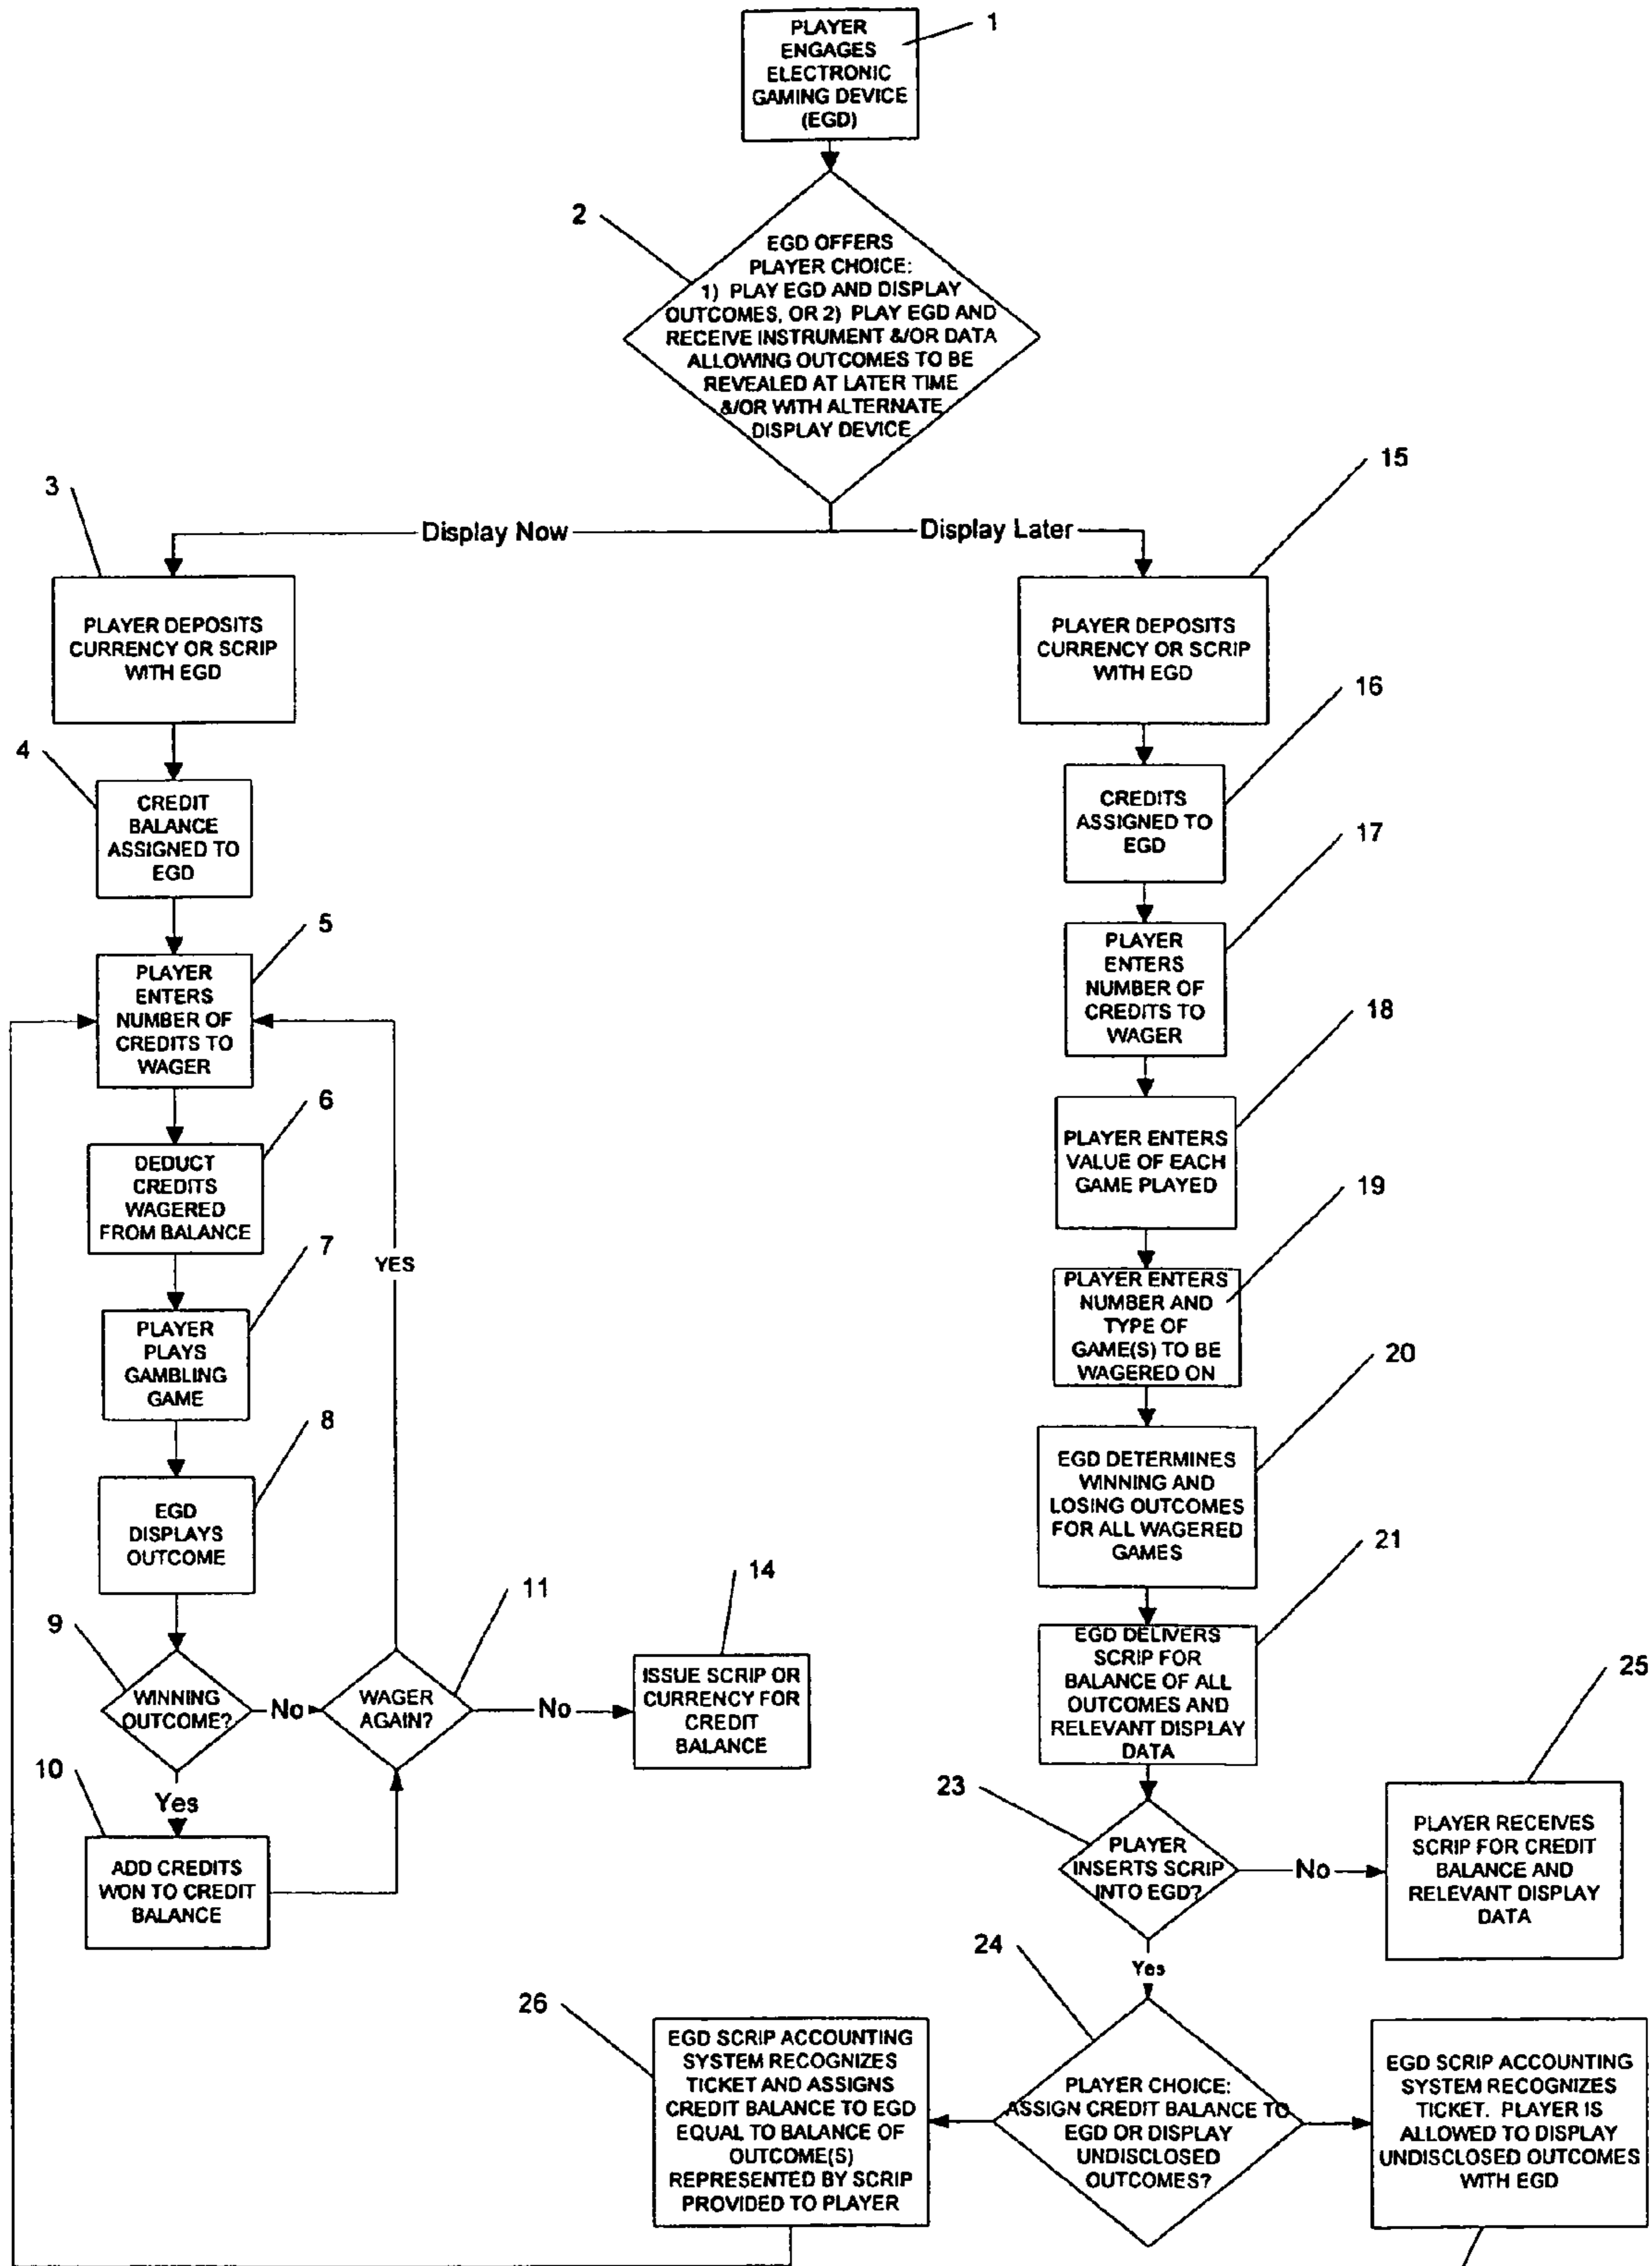 PLAYER
ENGAGES
ELECTRONIC
GAMING DEVICE
(EGD)
1
2
EGD OFFERS
PLAYER CHOICE:
1) PLAY EGD AND DISPLAY
OUTCOMES, OR 2) PLAY EGD AND
RECEIVE INSTRUMENT &/OR DATA
ALLOWING OUTCOMES TO BE
REVEALED AT LATER TIME
&/OR WITH ALTERNATE
DISPLAY DEVICE
Display Now
Display Later
3
PLAYER DEPOSITS
CURRENCY OR SCRIP
WITH EGD
4
CREDIT
BALANCE
ASSIGNED TO
EGD
5
PLAYER
ENTERS
NUMBER OF
CREDITS TO
WAGER
6
DEDUCT
CREDITS
WAGERED
FROM BALANCE
7
PLAYER
PLAYS
GAMBLING
GAME
8
EGD
DISPLAYS
OUTCOME
9
WINNING
OUTCOME?
No
Yes
10
ADD CREDITS
WON TO CREDIT
BALANCE
11
WAGER
AGAIN?
YES
No
14
ISSUE SCRIP OR
CURRENCY FOR
CREDIT
BALANCE
15
PLAYER DEPOSITS
CURRENCY OR SCRIP
WITH EGD
16
CREDITS
ASSIGNED TO
EGD
17
PLAYER
ENTERS
NUMBER OF
CREDITS TO
WAGER
18
PLAYER ENTERS
VALUE OF EACH
GAME PLAYED
19
PLAYER ENTERS
NUMBER AND
TYPE OF
GAME(S) TO BE
WAGERED ON
20
EGD DETERMINES
WINNING AND
LOSING OUTCOMES
FOR ALL WAGERED
GAMES
21
EGD DELIVERS
SCRIP FOR
BALANCE OF ALL
OUTCOMES AND
RELEVANT DISPLAY
DATA
23
PLAYER
INSERTS SCRIP
INTO EGD?
No
Yes
25
PLAYER RECEIVES
SCRIP FOR CREDIT
BALANCE AND
RELEVANT DISPLAY
DATA
24
PLAYER CHOICE:
ASSIGN CREDIT BALANCE TO
EGD OR DISPLAY
UNDISCLOSED
OUTCOMES?
26
EGD SCRIP ACCOUNTING
SYSTEM RECOGNIZES
TICKET AND ASSIGNS
CREDIT BALANCE TO EGD
EQUAL TO BALANCE OF
OUTCOME(S)
REPRESENTED BY SCRIP
PROVIDED TO PLAYER
EGD SCRIP ACCOUNTING
SYSTEM RECOGNIZES
TICKET. PLAYER IS
ALLOWED TO DISPLAY
UNDISCLOSED OUTCOMES
WITH EGD